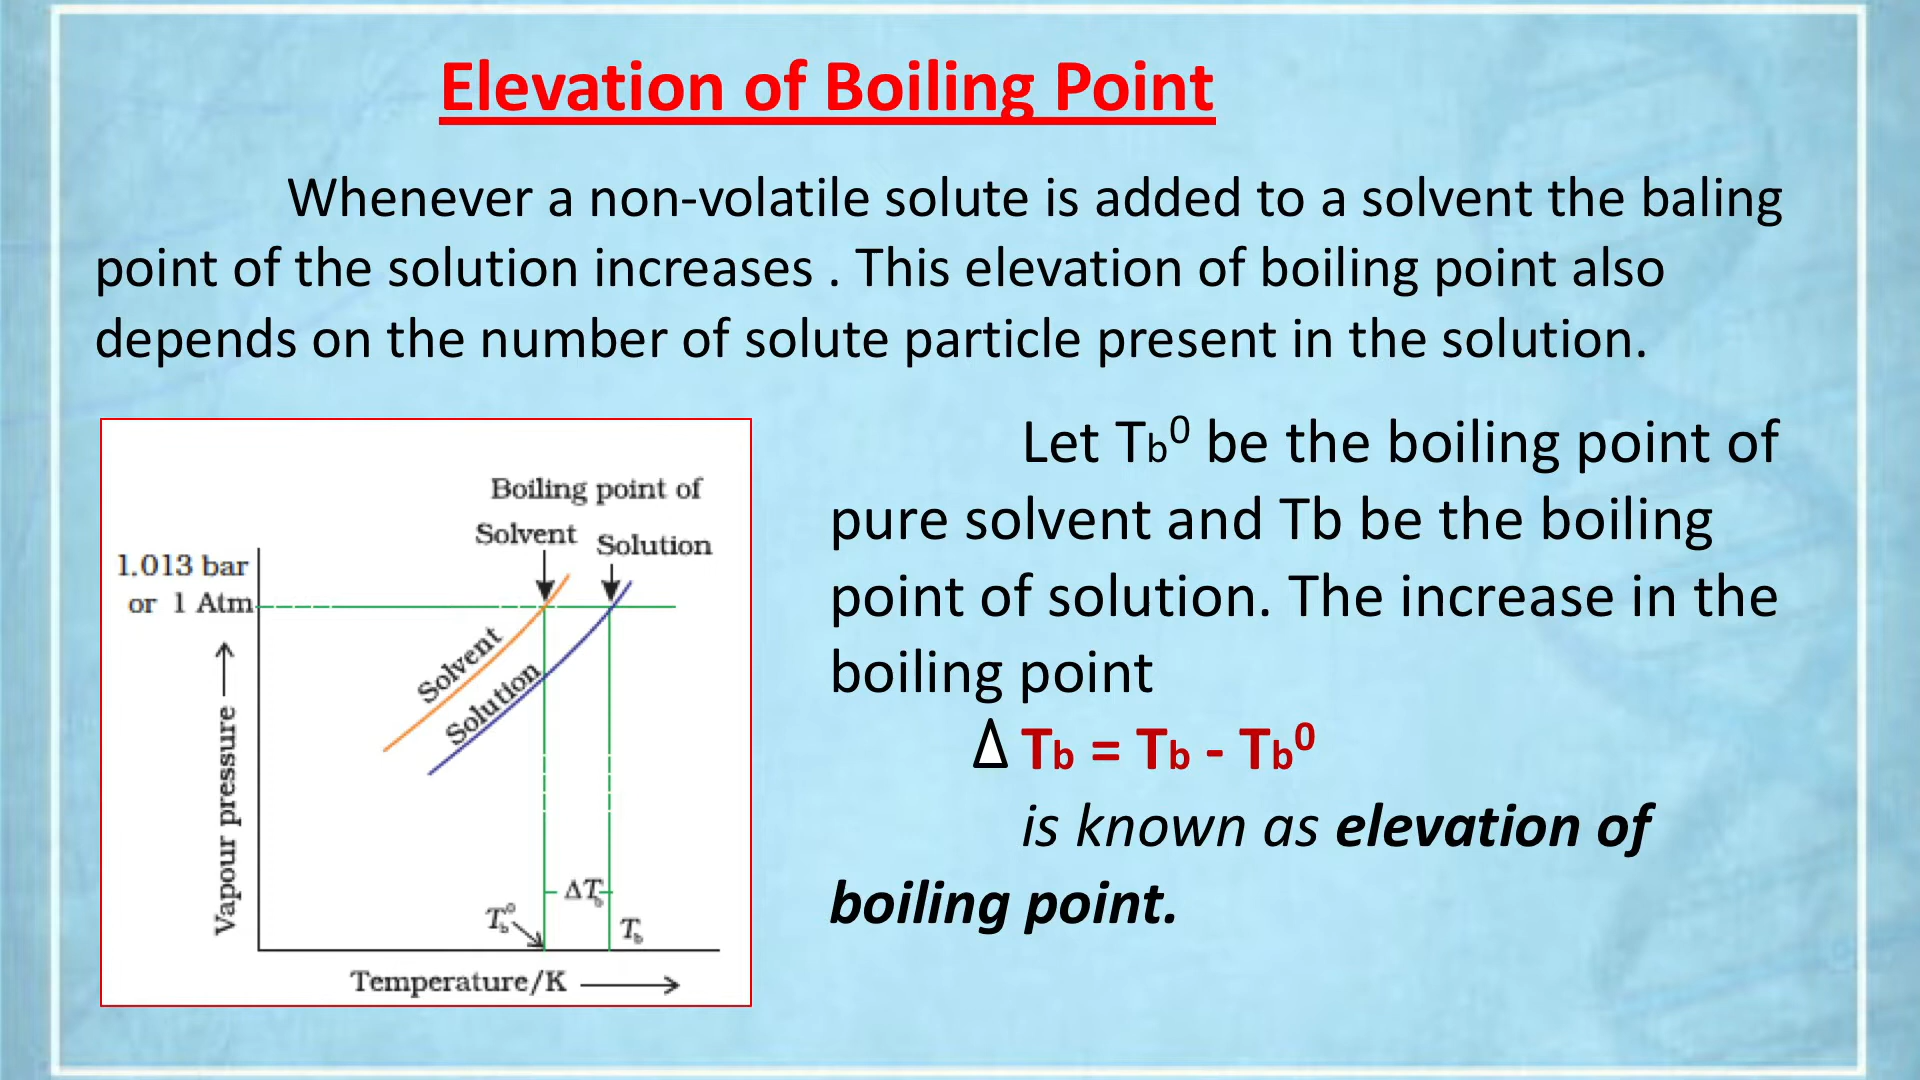 Elevation of Boiling Point
Whenever a non-volatile solute is added to a solvent the baling
point of the solution increases . This elevation of boiling point also
depends on the number of solute particle present in the solution.
Boiling point of
Solvent Solution
1.013 bar
or 1 Atm
Solvent
Solution
Vapour pressure
ΔTb
Tb⁰
Tb
Temperature/K
Let Tb⁰ be the boiling point of
pure solvent and Tb be the boiling
point of solution. The increase in the
boiling point
Δ Tb = Tb - Tb⁰
is known as elevation of
boiling point.